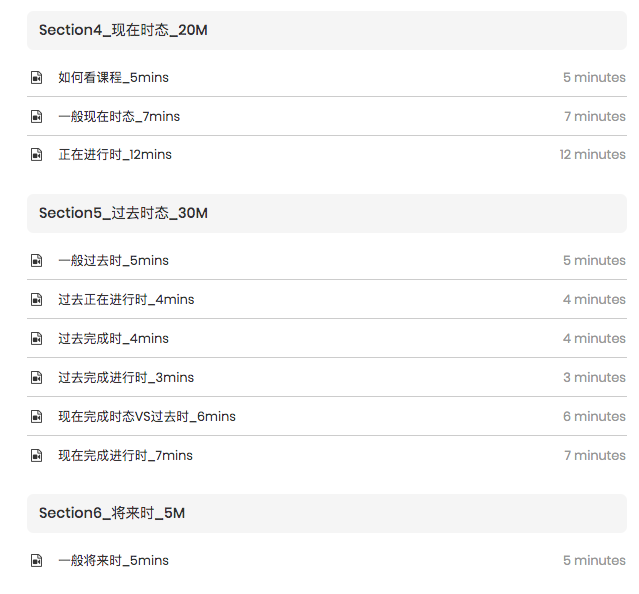 Section4_现在时态_20M
如何看课程_5mins 5 minutes
一般现在时态_7mins 7 minutes
正在进行时_12mins 12 minutes
Section5_过去时态_30M
一般过去时_5mins 5 minutes
过去正在进行时_4mins 4 minutes
过去完成时_4mins 4 minutes
过去完成进行时_3mins 3 minutes
现在完成时态VS过去时_6mins 6 minutes
现在完成进行时_7mins 7 minutes
Section6_将来时_5M
一般将来时_5mins 5 minutes